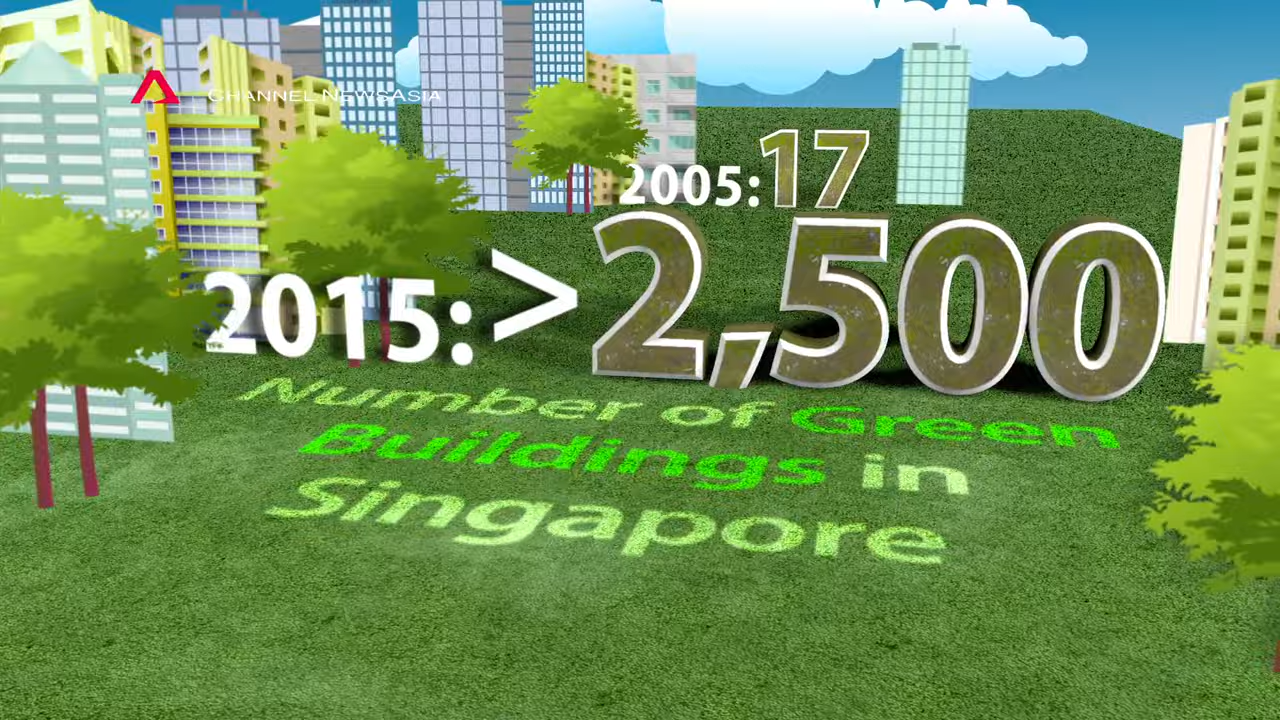 CHANNEL NEWSASIA
2005: 17
2015: > 2,500
Number of Green
Buildings in
Singapore